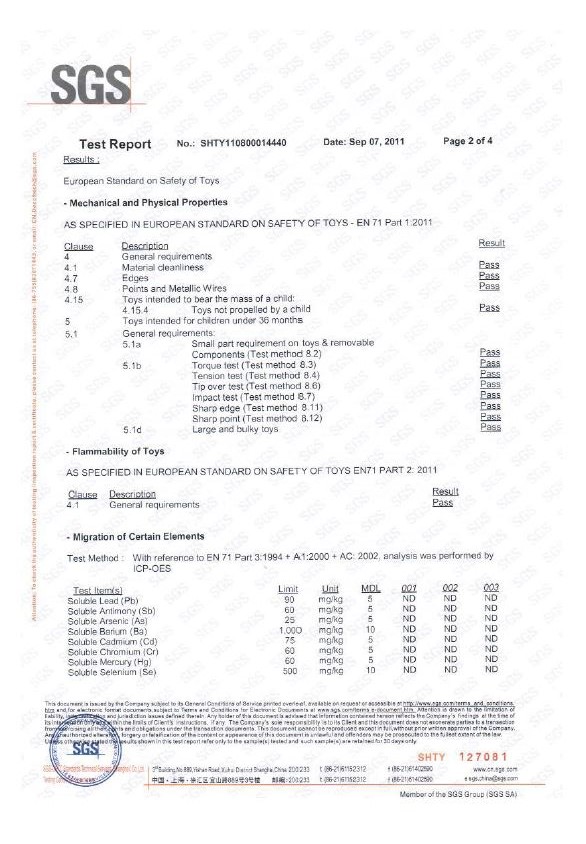 SGS
Test Report No.: SHTY110800014440 Date: Sep 07, 2011 Page 2 of 4
Results :
European Standard on Safety of Toys
- Mechanical and Physical Properties
AS SPECIFIED IN EUROPEAN STANDARD ON SAFETY OF TOYS - EN 71 Part 1:2011
Clause Description Result
4 General requirements
4.1 Material cleanliness Pass
4.7 Edges Pass
4.8 Points and Metallic Wires Pass
4.15 Toys intended to bear the mass of a child:
4.15.4 Toys not propelled by a child Pass
5 Toys intended for children under 36 months
5.1 General requirements:
5.1a Small part requirement on toys & removable
Components (Test method 8.2) Pass
5.1b Torque test (Test method 8.3) Pass
Tension test (Test method 8.4) Pass
Tip over test (Test method 8.6) Pass
Impact test (Test method 8.7) Pass
Sharp edge (Test method 8.11) Pass
Sharp point (Test method 8.12) Pass
5.1d Large and bulky toys Pass
- Flammability of Toys
AS SPECIFIED IN EUROPEAN STANDARD ON SAFETY OF TOYS EN71 PART 2: 2011
Clause Description Result
4.1 General requirements Pass
- Migration of Certain Elements
Test Method : With reference to EN 71 Part 3:1994 + A1:2000 + AC: 2002, analysis was performed by
ICP-OES
Test Item(s) Limit Unit MDL 001 002 003
Soluble Lead (Pb) 90 mg/kg 5 ND ND ND
Soluble Antimony (Sb) 60 mg/kg 5 ND ND ND
Soluble Arsenic (As) 25 mg/kg 5 ND ND ND
Soluble Barium (Ba) 1,000 mg/kg 10 ND ND ND
Soluble Cadmium (Cd) 75 mg/kg 5 ND ND ND
Soluble Chromium (Cr) 60 mg/kg 5 ND ND ND
Soluble Mercury (Hg) 60 mg/kg 5 ND ND ND
Soluble Selenium (Se) 500 mg/kg 10 ND ND ND
This document is issued by the Company subject to its General Conditions of Service printed overleaf, available on request or accessible at http://www.sgs.com/terms_and_conditions.
htm and, for electronic format documents, subject to Terms and Conditions for Electronic Documents at www.sgs.com/terms_e-document.htm. Attention is drawn to the limitation of
liability, indemnification and jurisdiction issues defined therein. Any holder of this document is advised that information contained hereon reflects the Company's findings at the time of
its intervention only and within the limits of Client's instructions, if any. The Company's sole responsibility is to its Client and this document does not exonerate parties to a transaction
from exercising all their rights and obligations under the transaction documents. This document cannot be reproduced except in full, without prior written approval of the Company.
Any unauthorized alteration, forgery or falsification of the content or appearance of this document is unlawful and offenders may be prosecuted to the fullest extent of the law.
Unless otherwise stated the results shown in this test report refer only to the sample(s) tested and such sample(s) are retained for 30 days only.
SGS
SHTY 127081
3rd Building,No.889,Yishan Road,Xuhui District Shanghai,China 200233 t (86-21)61152312 f (86-21)61402590 www.cn.sgs.com
中国・上海・徐汇区宜山路889号3号楼 邮编:200233 t (86-21)61152312 f (86-21)61402590 e sgs.china@sgs.com
Member of the SGS Group (SGS SA)